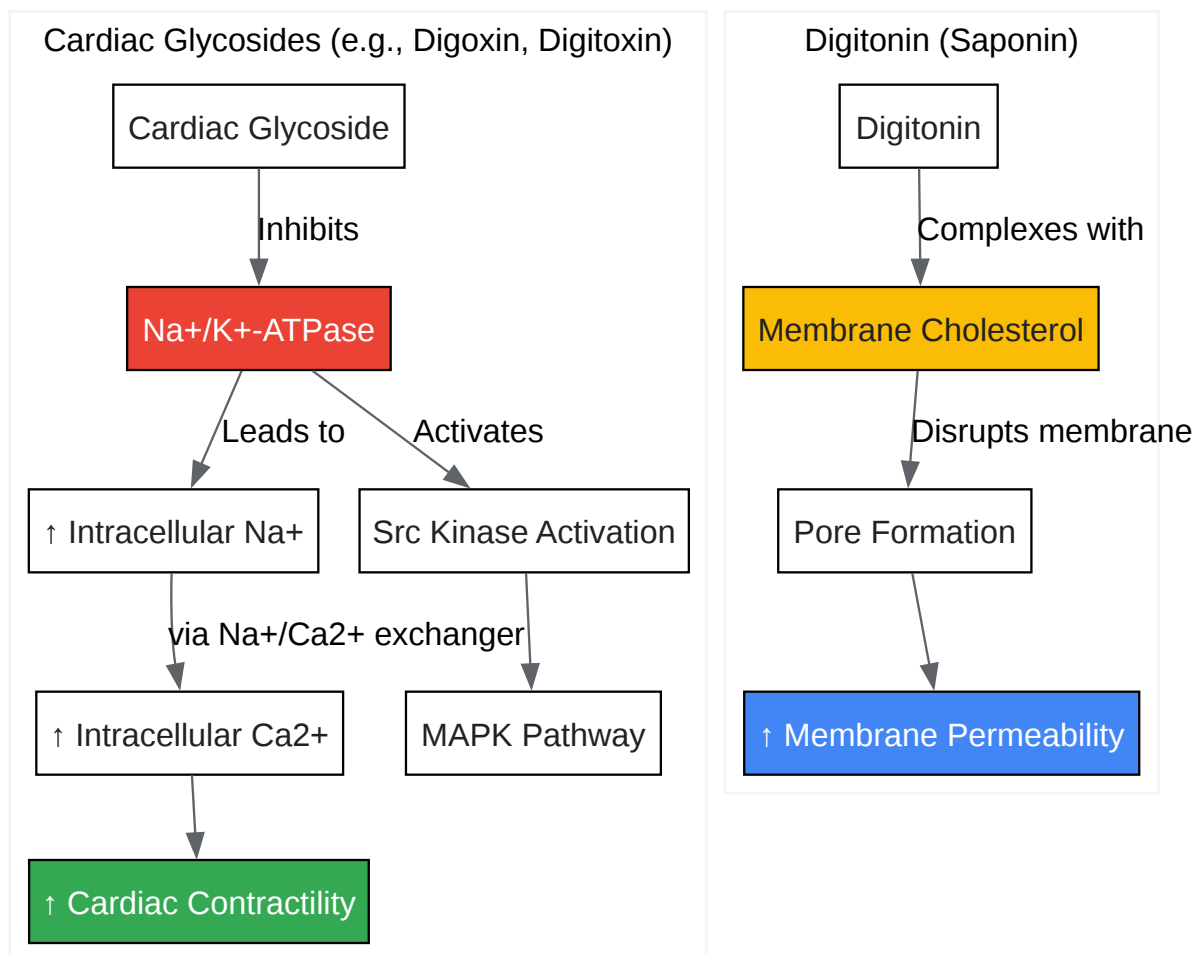 Cardiac Glycosides (e.g., Digoxin, Digitoxin)
Cardiac Glycoside
Inhibits
Na+/K+-ATPase
Leads to
Activates
↑ Intracellular Na+
Src Kinase Activation
via Na+/Ca2+ exchanger
↑ Intracellular Ca2+
MAPK Pathway
↑ Cardiac Contractility
Digitonin (Saponin)
Digitonin
Complexes with
Membrane Cholesterol
Disrupts membrane
Pore Formation
↑ Membrane Permeability